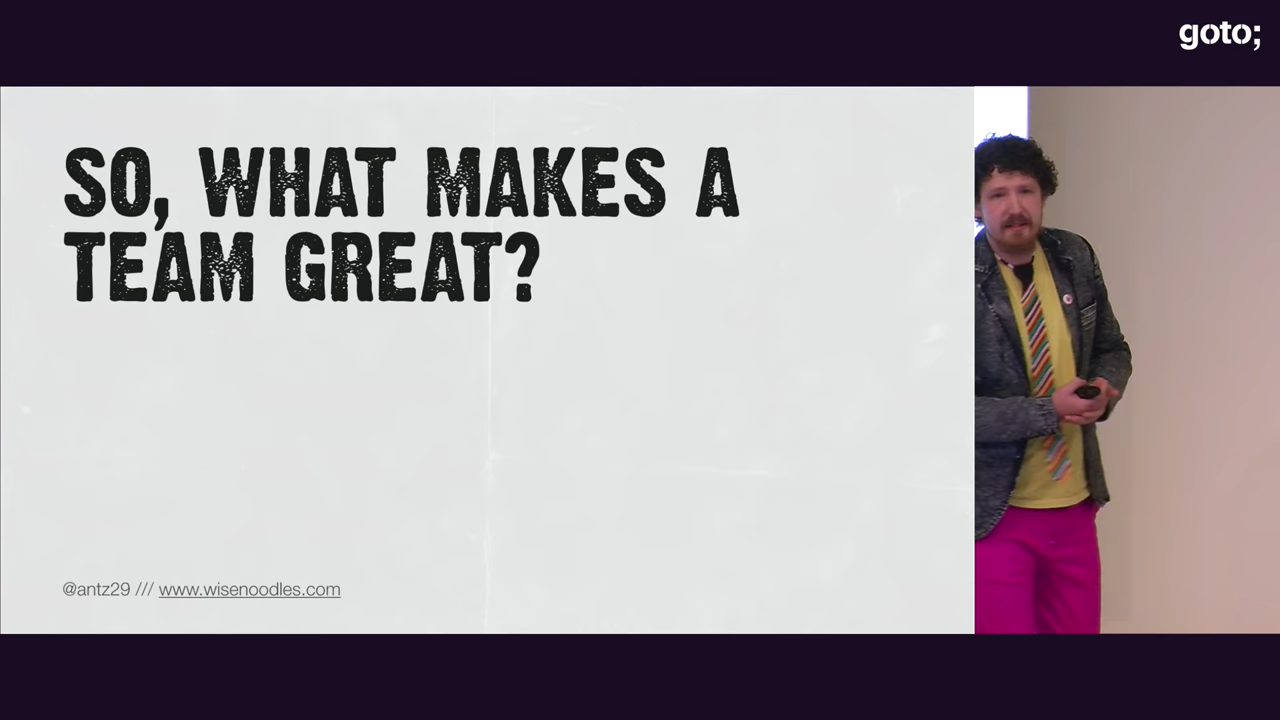 goto;
SO, WHAT MAKES A
TEAM GREAT?
@antz29 /// www.wisenoodles.com